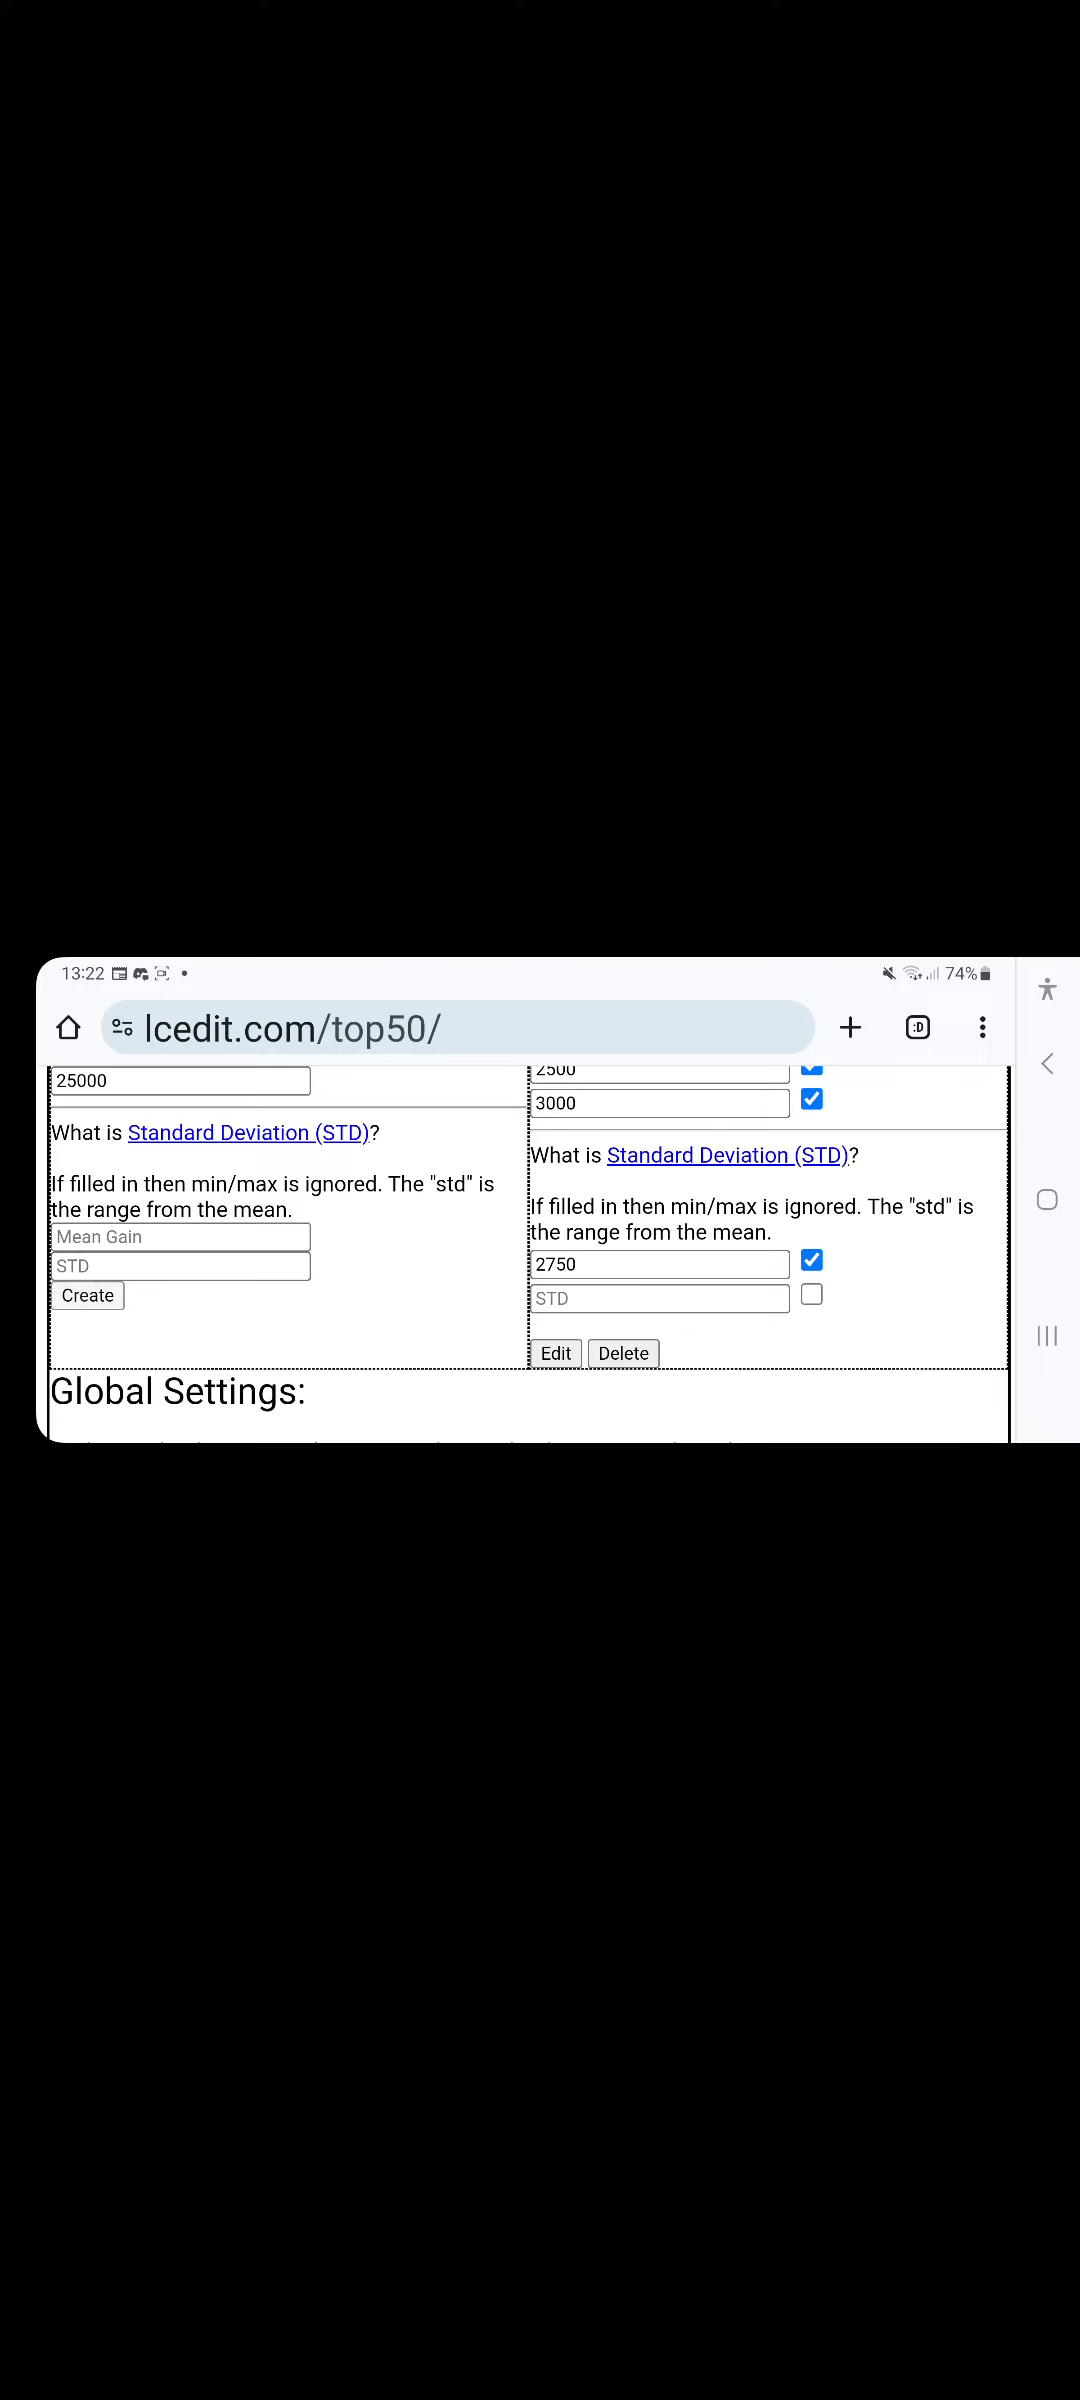 13:22 74%
:D
lcedit.com/top50/
25000
What is Standard Deviation (STD)?
If filled in then min/max is ignored. The "std" is
the range from the mean.
Mean Gain
STD
Create
2500
3000
What is Standard Deviation (STD)?
If filled in then min/max is ignored. The "std" is
the range from the mean.
2750
STD
Edit Delete
Global Settings: